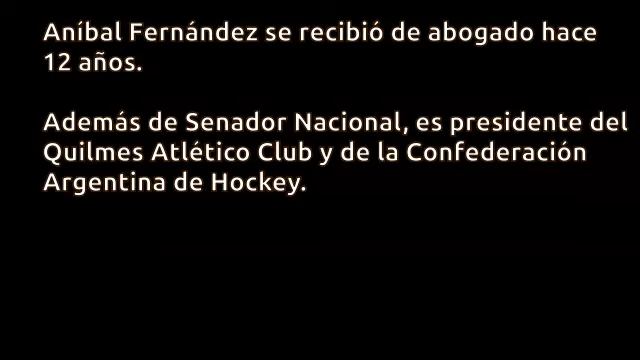 Aníbal Fernández se recibió de abogado hace
12 años.
Además de Senador Nacional, es presidente del
Quilmes Atlético Club y de la Confederación
Argentina de Hockey.